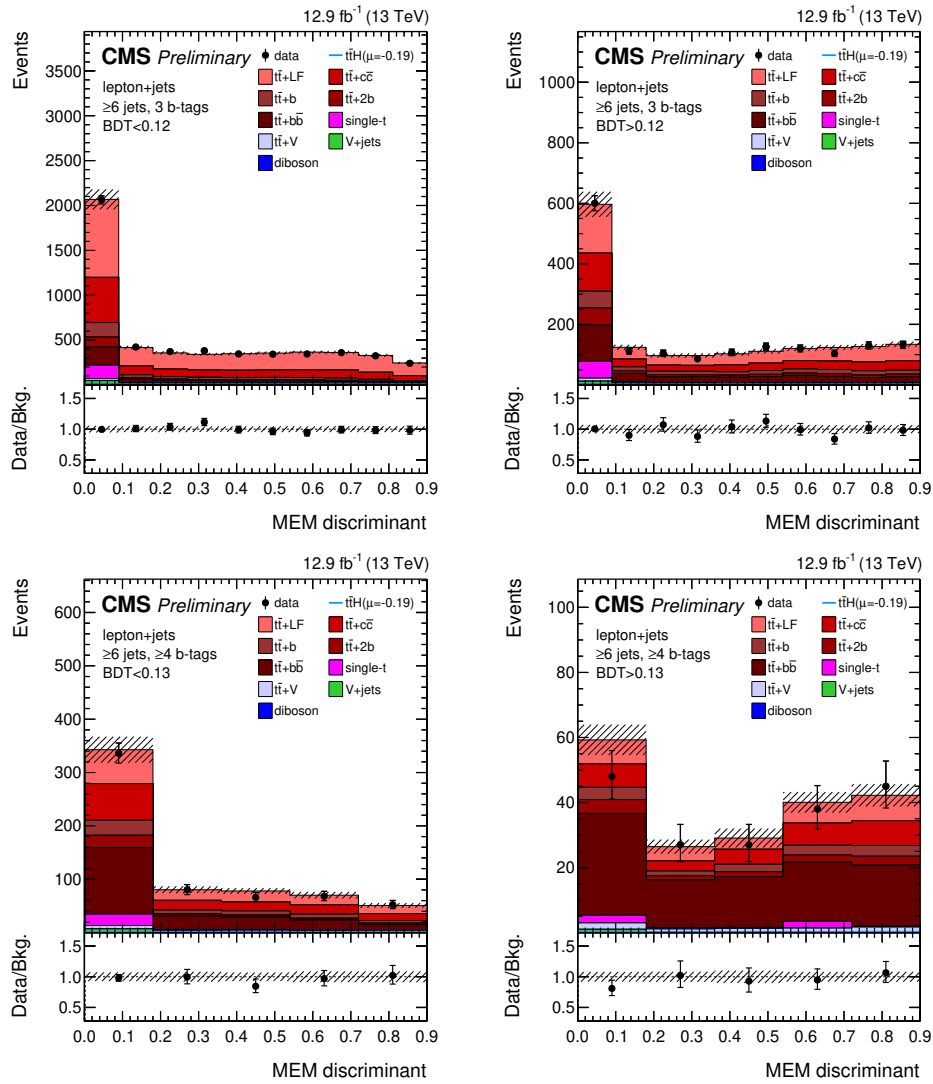 12.9 fb⁻¹ (13 TeV)
Events
CMS Preliminary
lepton+jets
≥6 jets, 3 b-tags
BDT<0.12
data
tt̄H(μ=-0.19)
tt̄+LF
tt̄+cc̄
tt̄+b
tt̄+2b
tt̄+bb̄
single-t
tt̄+V
V+jets
diboson
3500
3000
2500
2000
1500
1000
500
Data/Bkg.
1.5
1.0
0.5
0.0 0.1 0.2 0.3 0.4 0.5 0.6 0.7 0.8 0.9
MEM discriminant
12.9 fb⁻¹ (13 TeV)
Events
CMS Preliminary
lepton+jets
≥6 jets, 3 b-tags
BDT>0.12
data
tt̄H(μ=-0.19)
tt̄+LF
tt̄+cc̄
tt̄+b
tt̄+2b
tt̄+bb̄
single-t
tt̄+V
V+jets
diboson
1000
800
600
400
200
Data/Bkg.
1.5
1.0
0.5
0.0 0.1 0.2 0.3 0.4 0.5 0.6 0.7 0.8 0.9
MEM discriminant
12.9 fb⁻¹ (13 TeV)
Events
CMS Preliminary
lepton+jets
≥6 jets, ≥4 b-tags
BDT<0.13
data
tt̄H(μ=-0.19)
tt̄+LF
tt̄+cc̄
tt̄+b
tt̄+2b
tt̄+bb̄
single-t
tt̄+V
V+jets
diboson
600
500
400
300
200
100
Data/Bkg.
1.5
1.0
0.5
0.0 0.1 0.2 0.3 0.4 0.5 0.6 0.7 0.8 0.9
MEM discriminant
12.9 fb⁻¹ (13 TeV)
Events
CMS Preliminary
lepton+jets
≥6 jets, ≥4 b-tags
BDT>0.13
data
tt̄H(μ=-0.19)
tt̄+LF
tt̄+cc̄
tt̄+b
tt̄+2b
tt̄+bb̄
single-t
tt̄+V
V+jets
diboson
100
80
60
40
20
Data/Bkg.
1.5
1.0
0.5
0.0 0.1 0.2 0.3 0.4 0.5 0.6 0.7 0.8 0.9
MEM discriminant